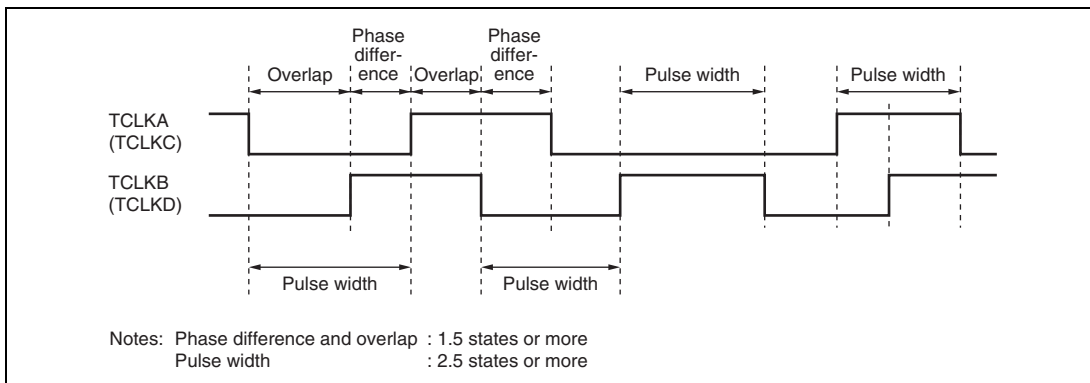 Phase
differ-
ence
Phase
differ-
ence
Overlap
Overlap
Pulse width
Pulse width
TCLKA
(TCLKC)
TCLKB
(TCLKD)
Pulse width
Pulse width
Notes: Phase difference and overlap : 1.5 states or more
Pulse width : 2.5 states or more